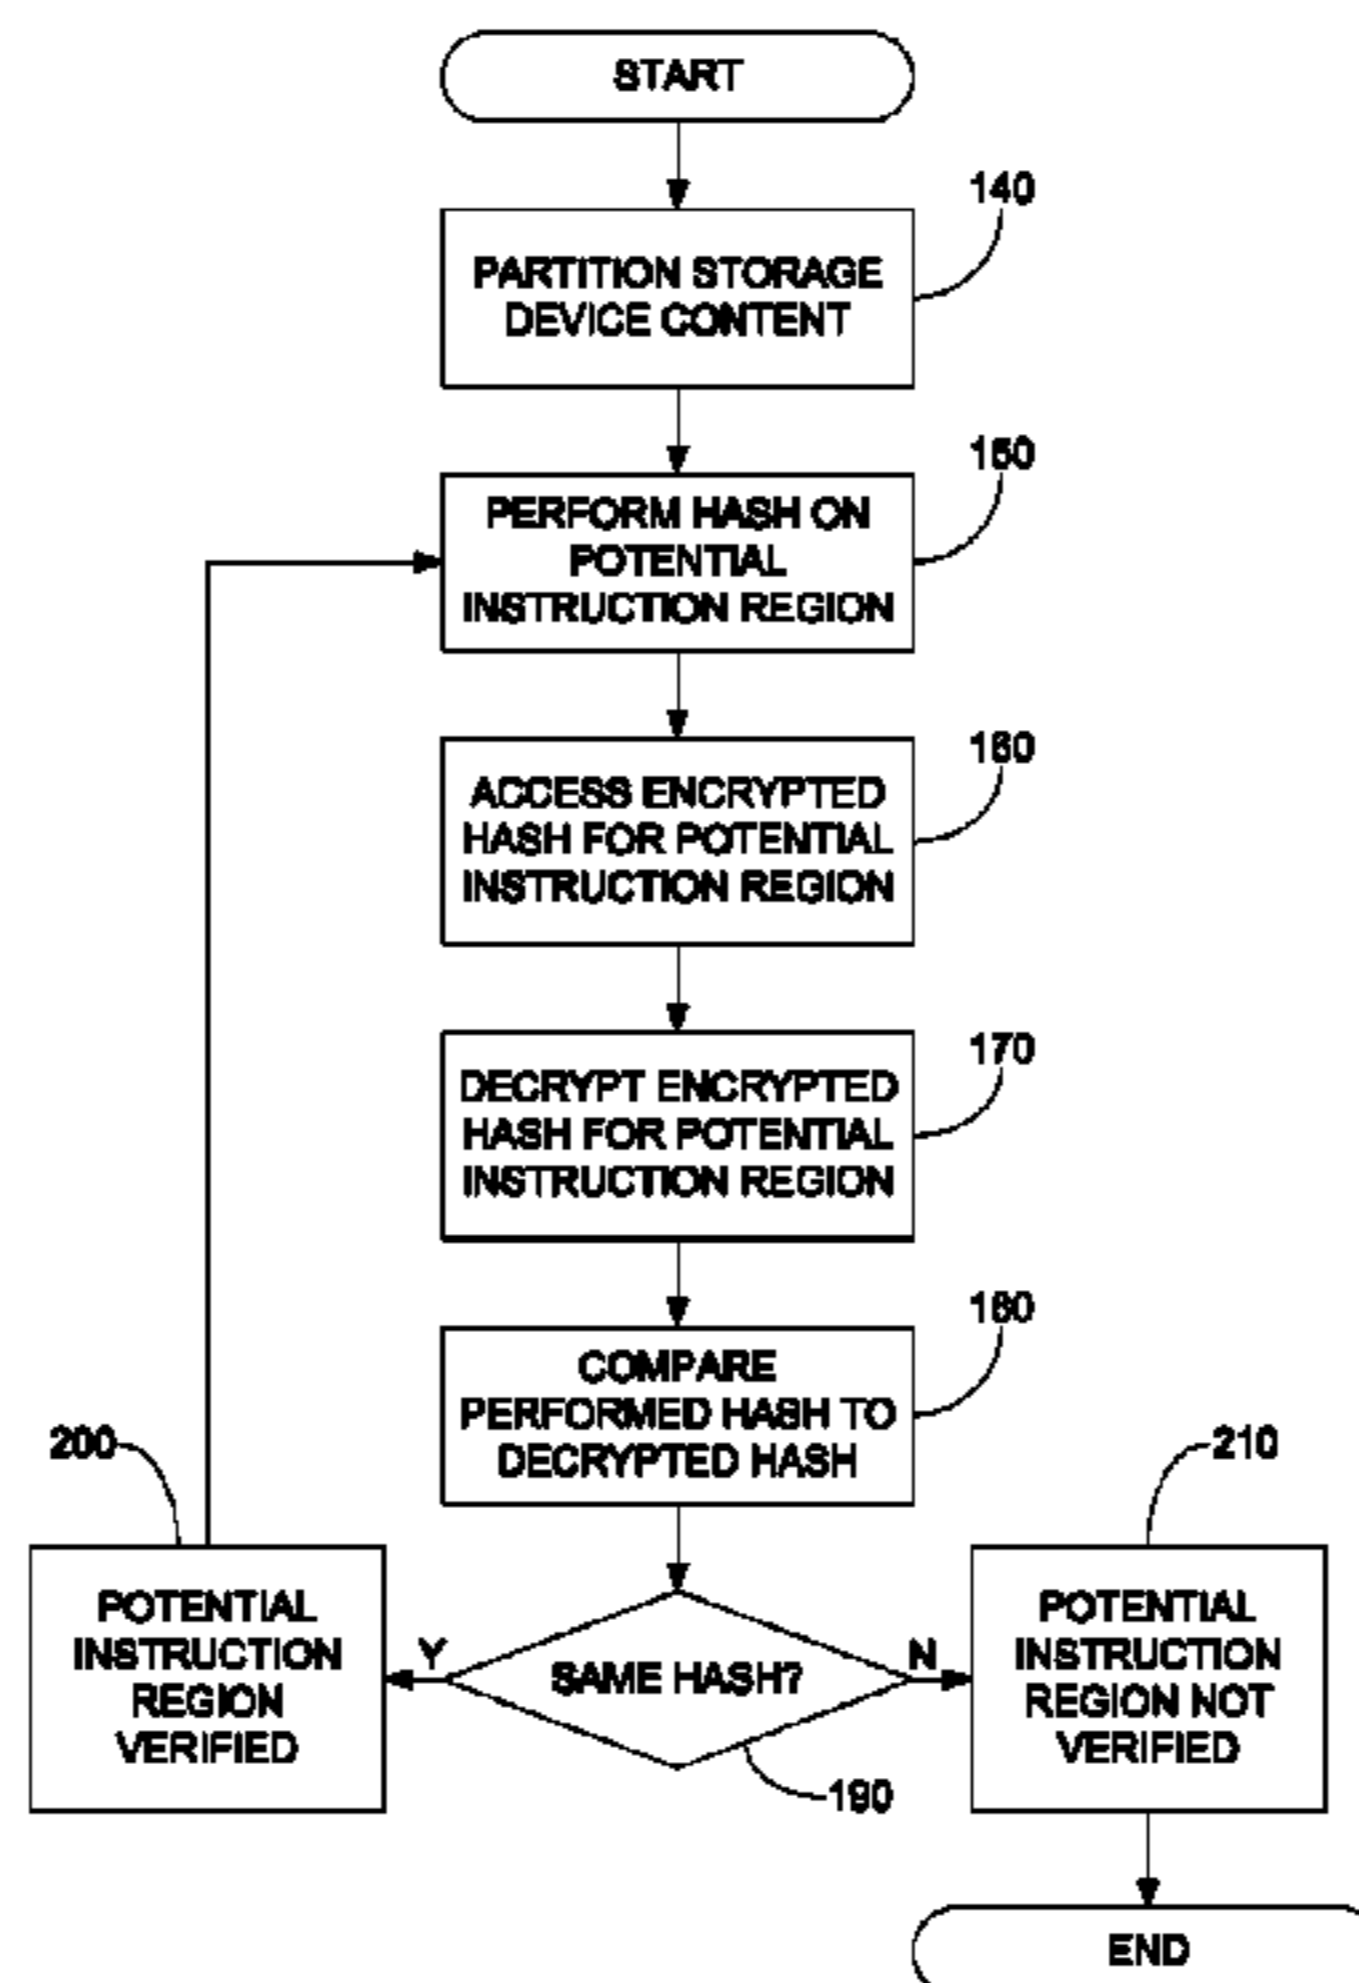 START
140
PARTITION STORAGE
DEVICE CONTENT
150
PERFORM HASH ON
POTENTIAL
INSTRUCTION REGION
160
ACCESS ENCRYPTED
HASH FOR POTENTIAL
INSTRUCTION REGION
170
DECRYPT ENCRYPTED
HASH FOR POTENTIAL
INSTRUCTION REGION
180
COMPARE
PERFORMED HASH TO
DECRYPTED HASH
200
210
POTENTIAL
INSTRUCTION
REGION
VERIFIED
Y
SAME HASH?
N
POTENTIAL
INSTRUCTION
REGION NOT
VERIFIED
190
END